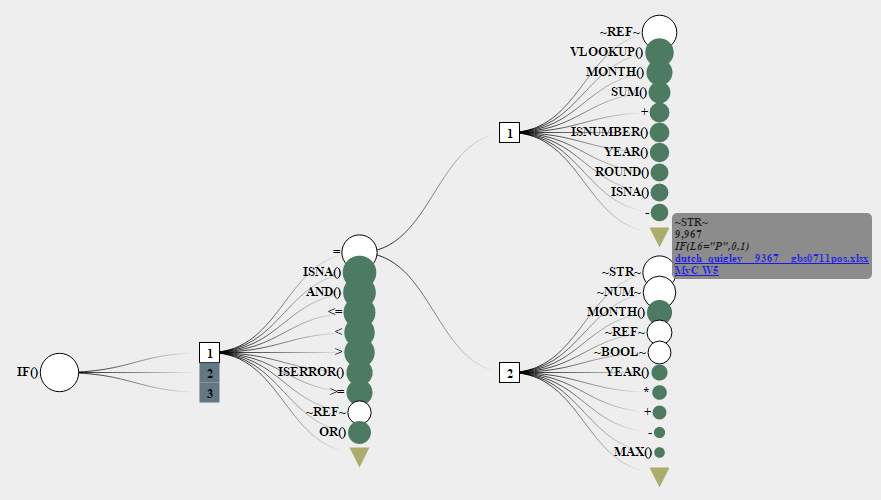 IF()
1
2
3
=
ISNA()
AND()
<=
<
>
ISERROR()
>=
~REF~
OR()
1
~REF~
VLOOKUP()
MONTH()
SUM()
+
ISNUMBER()
YEAR()
ROUND()
ISNA()
-
~STR~
9,967
IF(L6="P",0,1)
dutch_quigley__9367__gbs0711pos.xlsx
MyC W5
2
~STR~
~NUM~
MONTH()
~REF~
~BOOL~
YEAR()
*
+
-
MAX()